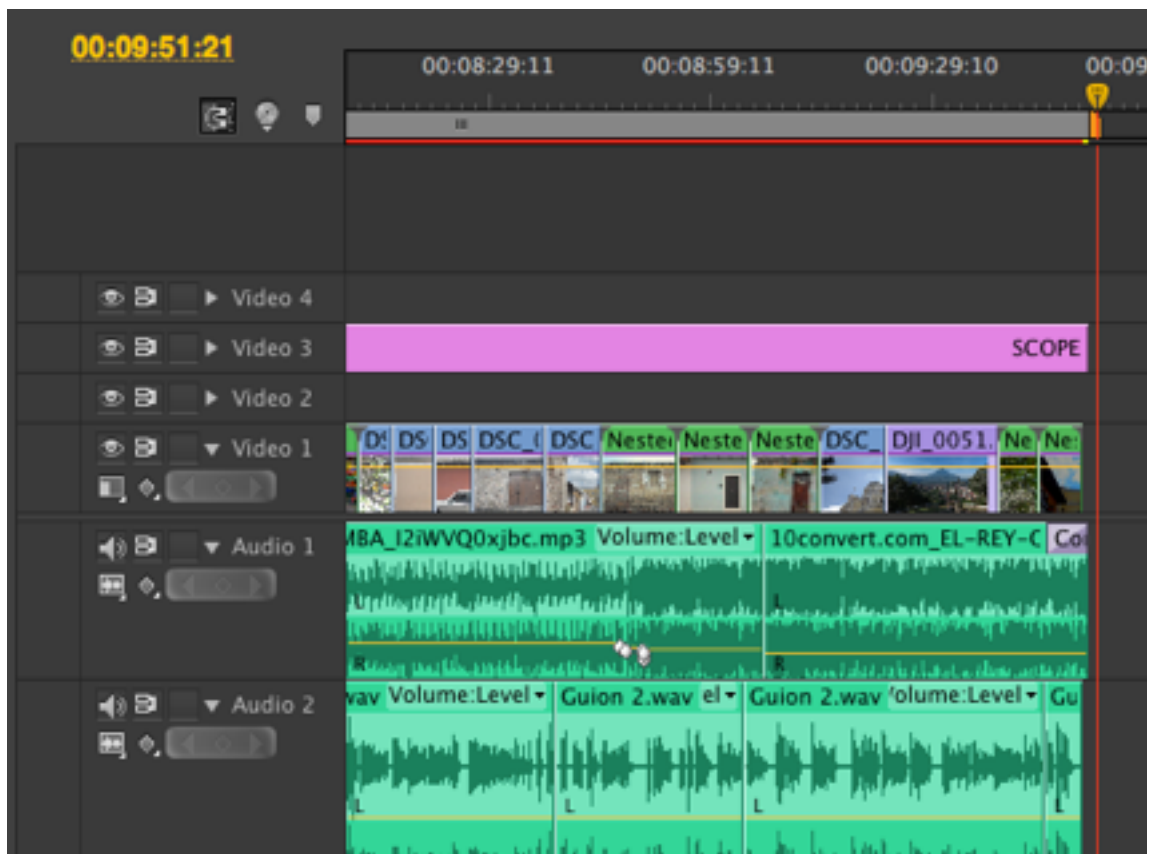 00:09:51:21
00:08:29:11 00:08:59:11 00:09:29:10 00:09
Video 4
Video 3 SCOPE
Video 2
Video 1 DS DS DSC_( DSC Neste Neste DSC_ DJI_0051. Ne Ne
Audio 1 MBA_I2iWVQ0xjbc.mp3 Volume:Level 10convert.com_EL-REY-C Co
L L
R R
Audio 2 wav Volume:Level Guion 2.wav el Guion 2.wav olume:Level Gu
L L L L